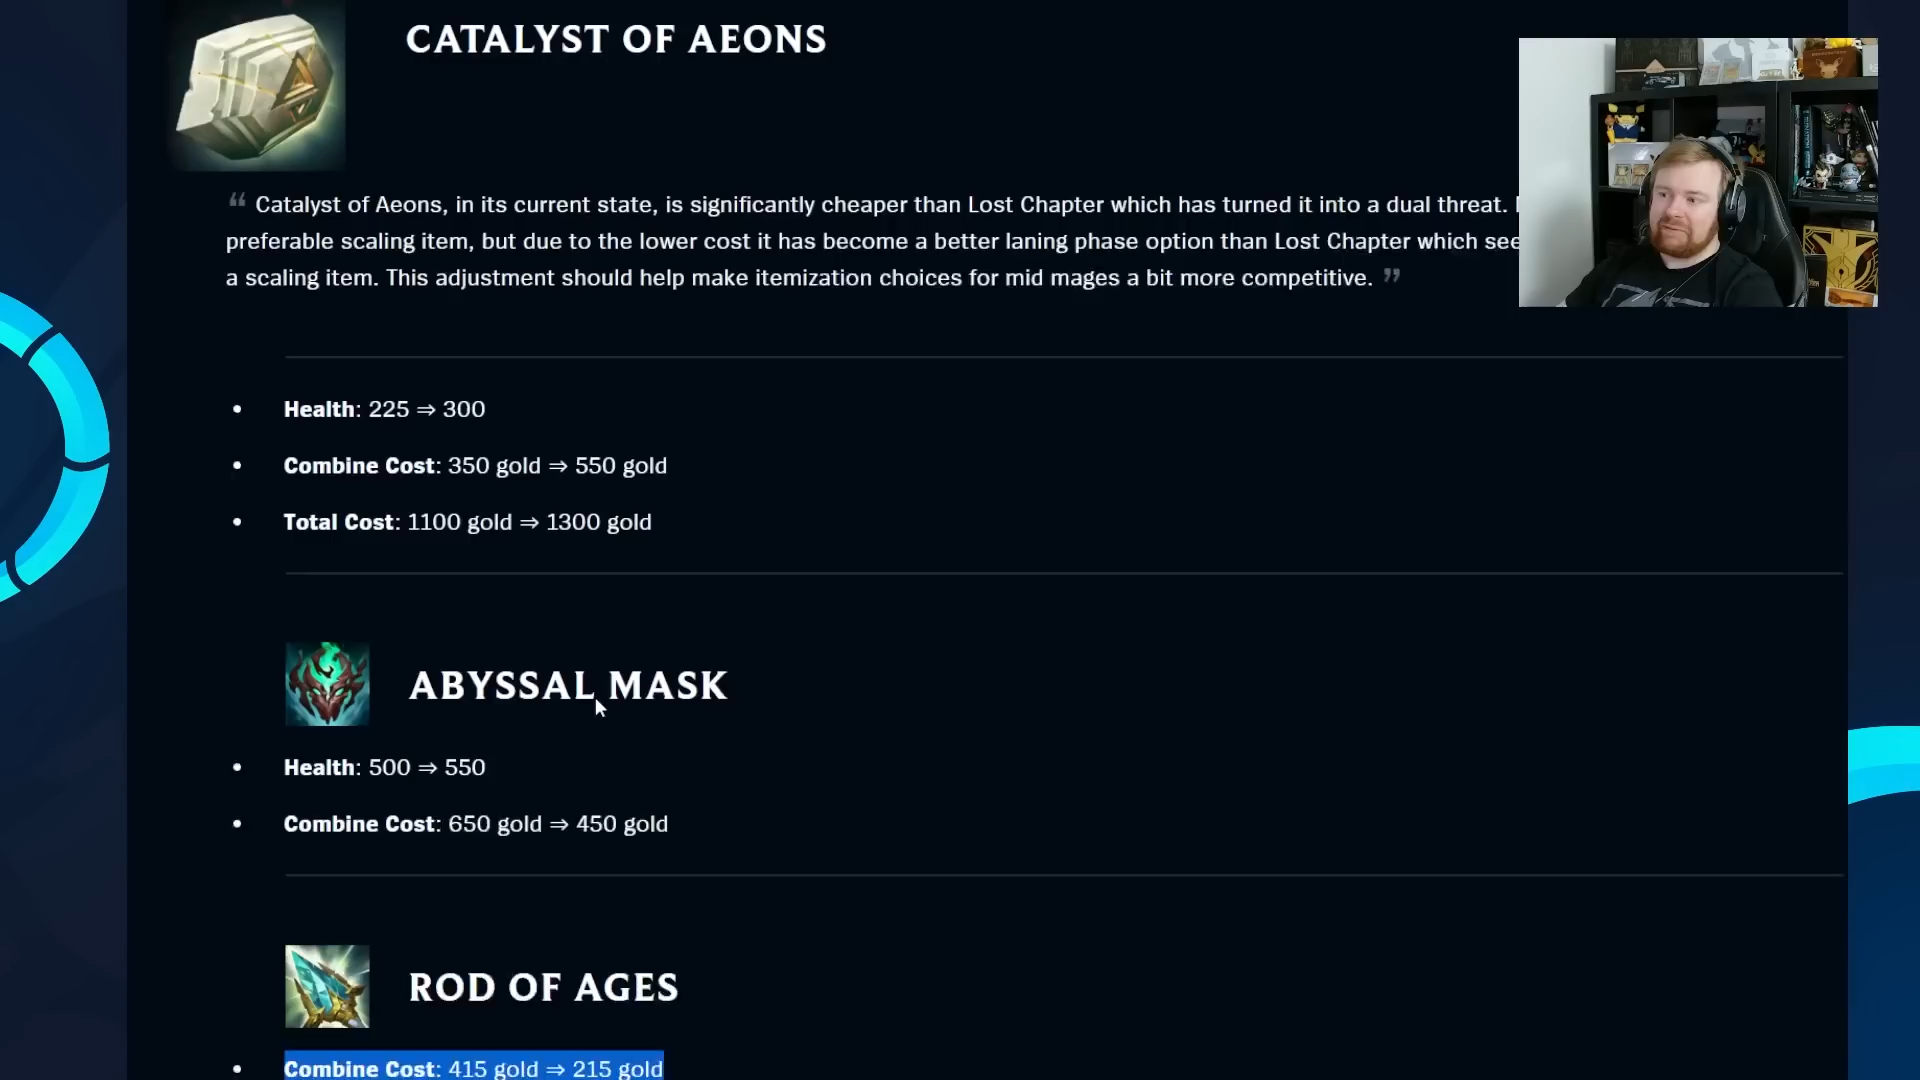 CATALYST OF AEONS
“ Catalyst of Aeons, in its current state, is significantly cheaper than Lost Chapter which has turned it into a dual threat.
preferable scaling item, but due to the lower cost it has become a better laning phase option than Lost Chapter which see
a scaling item. This adjustment should help make itemization choices for mid mages a bit more competitive. ”
• Health: 225 ⇒ 300
• Combine Cost: 350 gold ⇒ 550 gold
• Total Cost: 1100 gold ⇒ 1300 gold
ABYSSAL MASK
• Health: 500 ⇒ 550
• Combine Cost: 650 gold ⇒ 450 gold
ROD OF AGES
• Combine Cost: 415 gold ⇒ 215 gold